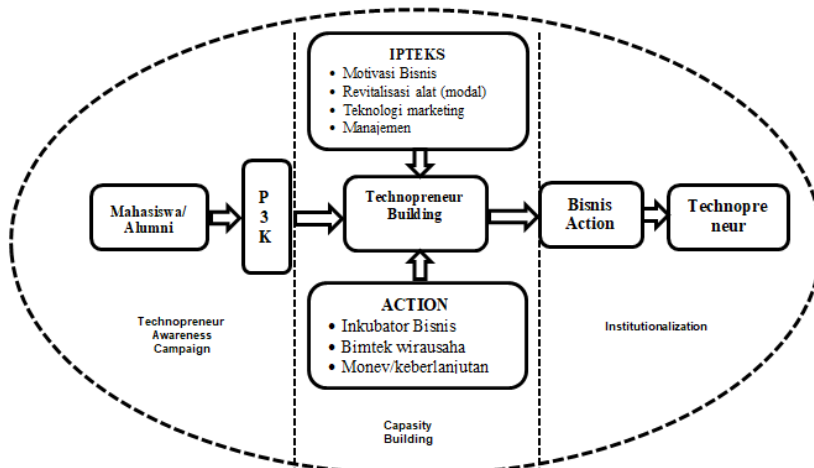 IPTEKS
• Motivasi Bisnis
• Revitalisasi alat (modal)
• Teknologi marketing
• Manajemen
Mahasiswa/
Alumni
P
3
K
Technopreneur
Building
Bisnis
Action
Technopre
neur
ACTION
• Inkubator Bisnis
• Bimtek wirausaha
• Monev/keberlanjutan
Technopreneur
Awareness
Campaign
Capasity
Building
Institutionalization